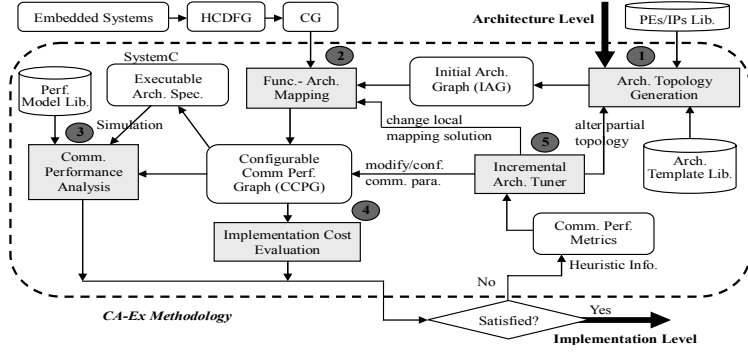 Embedded Systems
HCDFG
CG
Architecture Level
PEs/IPs Lib.
SystemC
2
1
Perf.
Model Lib.
Executable
Arch. Spec.
Func.- Arch.
Mapping
Initial Arch.
Graph (IAG)
Arch. Topology
Generation
3
Simulation
change local
mapping solution
alter partial
topology
5
Comm.
Performance
Analysis
Configurable
Comm Perf.
Graph (CCPG)
modify/conf.
comm. para.
Incremental
Arch. Tuner
Arch.
Template Lib.
4
Implementation Cost
Evaluation
Comm. Perf.
Metrics
No
Heuristic Info.
CA-Ex Methodology
Satisfied?
Yes
Implementation Level